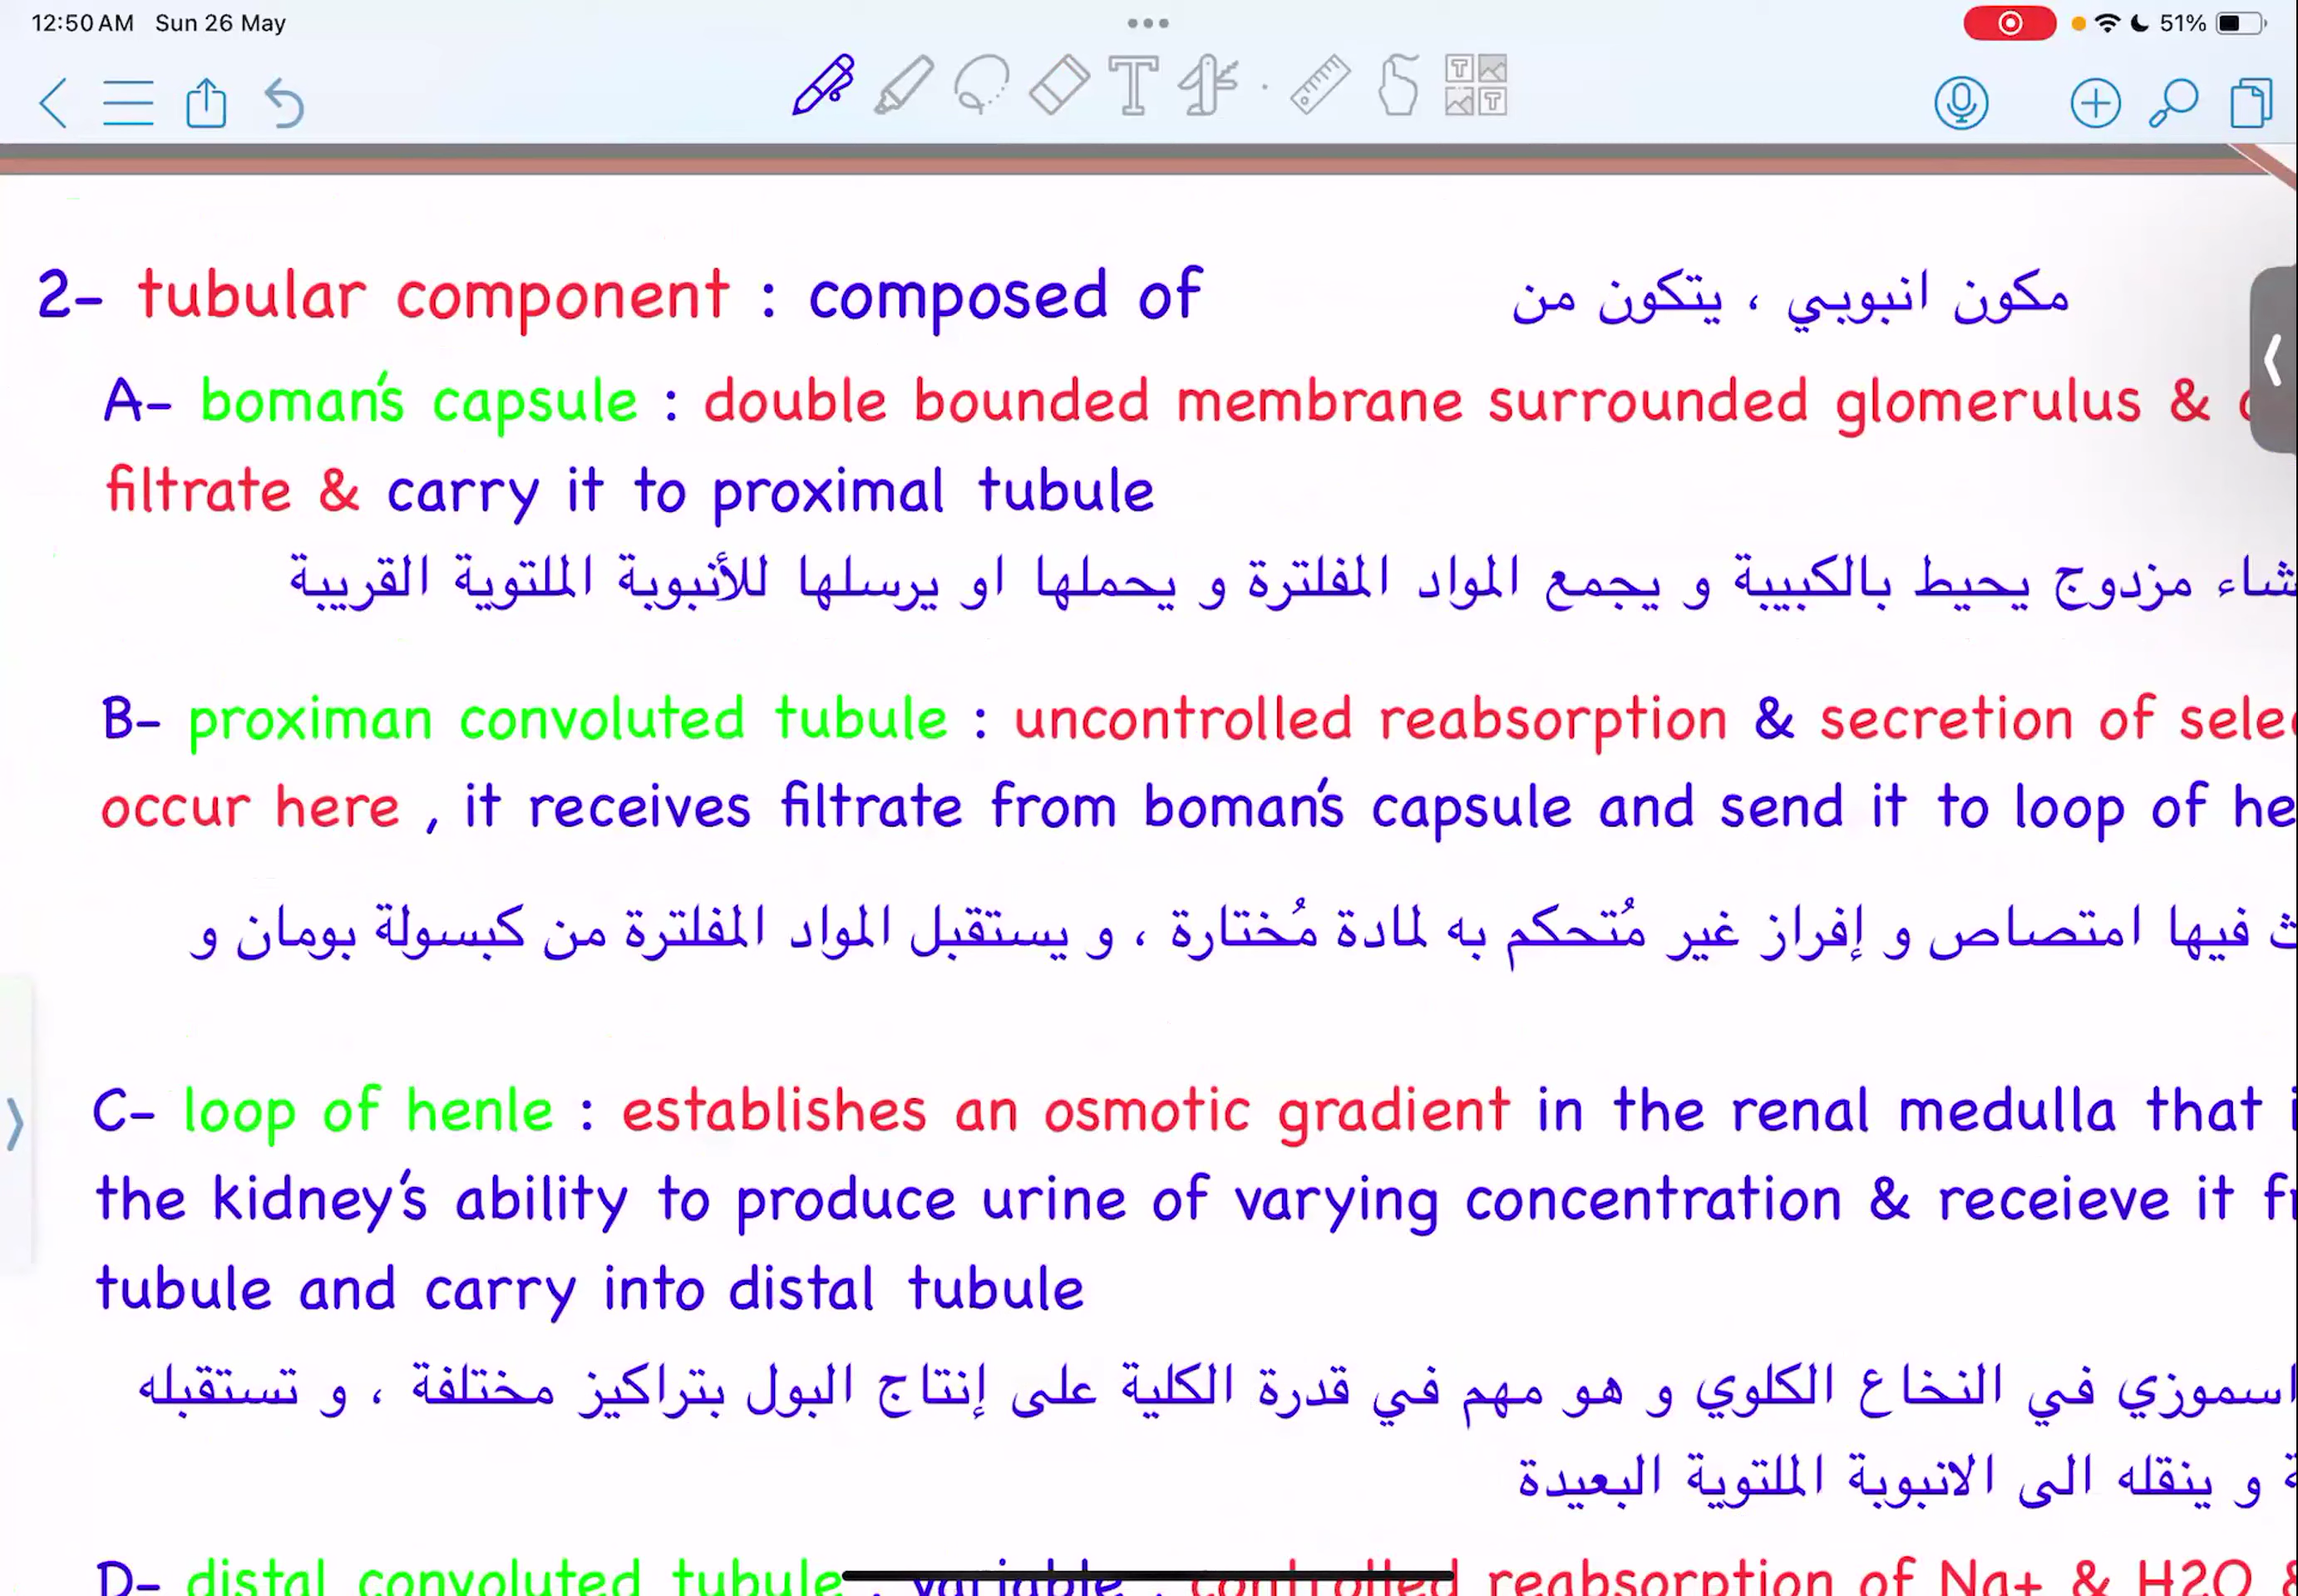 12:50 AM Sun 26 May
51%
2- tubular component : composed of مكون انبوبي ، يتكون من
A- boman's capsule : double bounded membrane surrounded glomerulus &
filtrate & carry it to proximal tubule
مزدوج يحيط بالكبيبة و يجمع المواد المفلترة و يحملها او يرسلها للأنبوبة الملتوية القريبة
B- proximan convoluted tubule : uncontrolled reabsorption & secretion of
occur here , it receives filtrate from boman's capsule and send it to loop of
فيها امتصاص و إفراز غير مُتحكم به لمادة مُختارة ، و يستقبل المواد المفلترة من كبسولة بومان و
C- loop of henle : establishes an osmotic gradient in the renal medulla that
the kidney's ability to produce urine of varying concentration & receieve it
tubule and carry into distal tubule
اسموزي في النخاع الكلوي و هو مهم في قدرة الكلية على إنتاج البول بتراكيز مختلفة ، و تستقبله
و ينقله الى الانبوبة الملتوية البعيدة
D- distal convoluted tubule : variable , controlled reabsorption of Na+ & H2O &